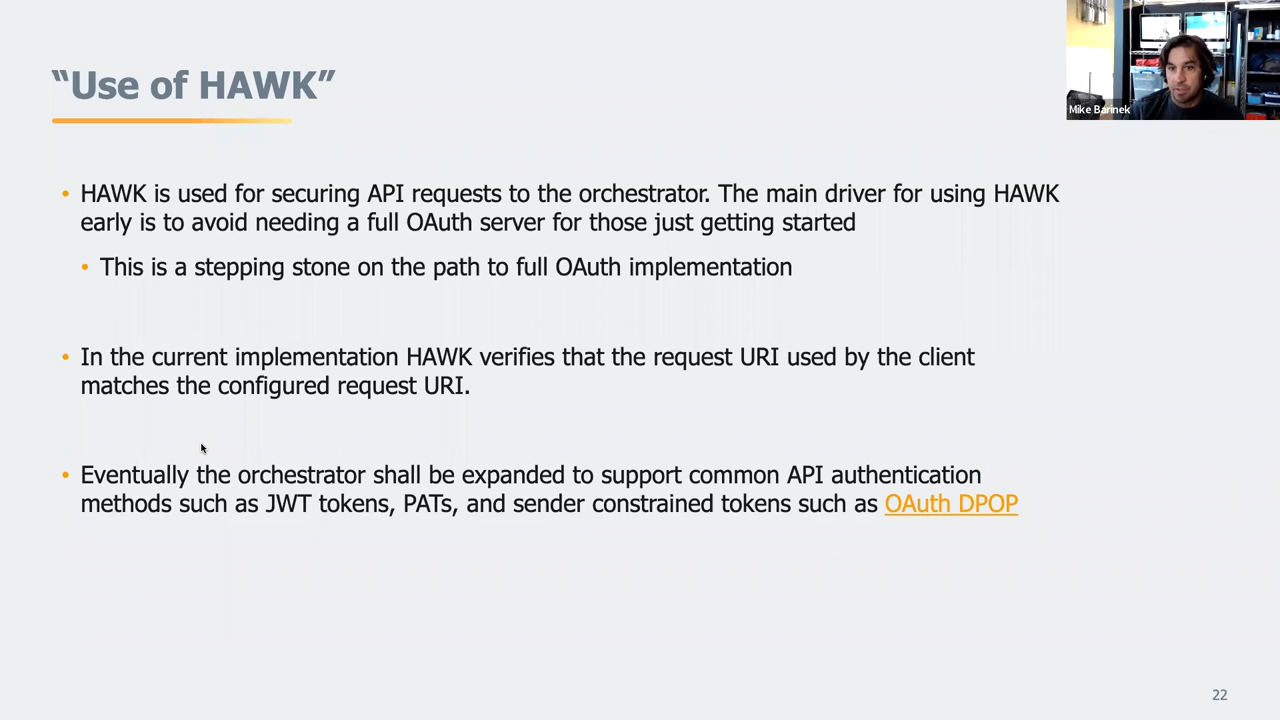 “Use of HAWK”
Mike Barinek
• HAWK is used for securing API requests to the orchestrator. The main driver for using HAWK
early is to avoid needing a full OAuth server for those just getting started
• This is a stepping stone on the path to full OAuth implementation
• In the current implementation HAWK verifies that the request URI used by the client
matches the configured request URI.
• Eventually the orchestrator shall be expanded to support common API authentication
methods such as JWT tokens, PATs, and sender constrained tokens such as OAuth DPOP
22